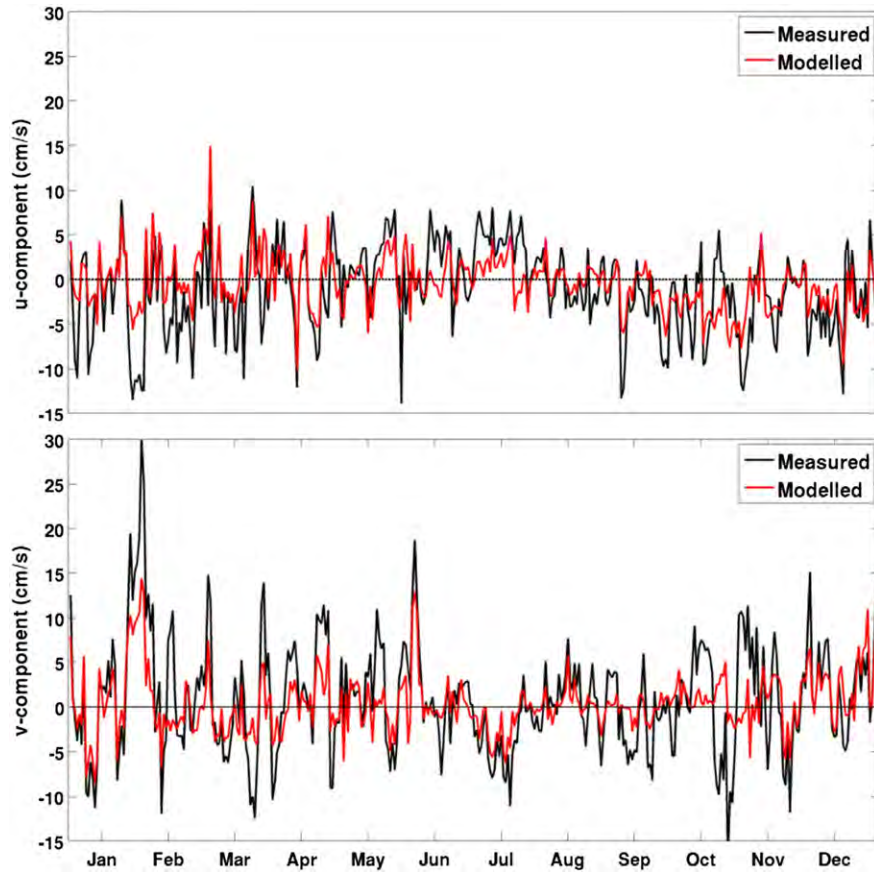 30
25
20
15
10
5
0
-5
-10
-15
u-component (cm/s)
Measured
Modelled
30
25
20
15
10
5
0
-5
-10
-15
v-component (cm/s)
Measured
Modelled
Jan Feb Mar Apr May Jun Jul Aug Sep Oct Nov Dec